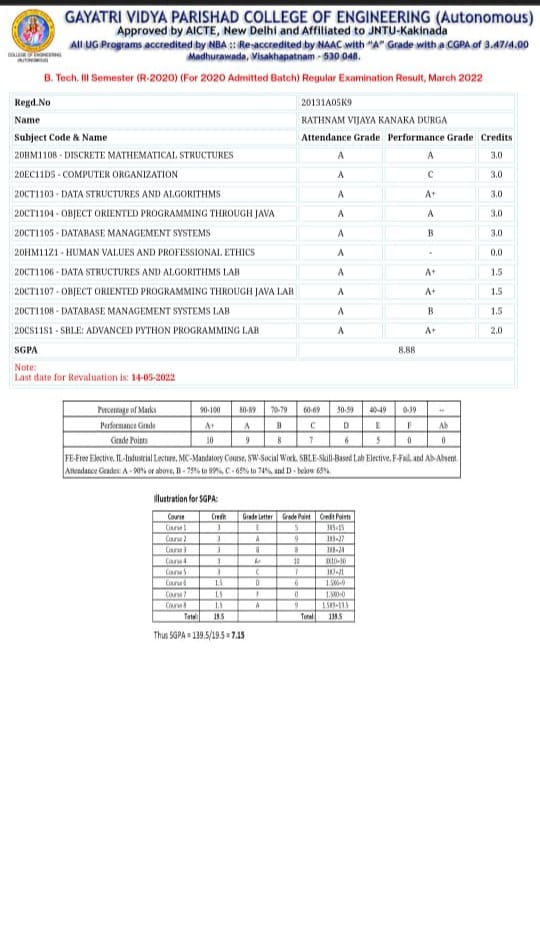 GAYATRI VIDYA PARISHAD COLLEGE OF ENGINEERING (Autonomous)
Approved by AICTE, New Delhi and Affiliated to JNTU-Kakinada
All UG Programs accredited by NBA :: Re-accredited by NAAC with "A" Grade with a CGPA of 3.47/4.00
Madhurawada, Visakhapatnam - 530 048.
COLLEGE OF ENGINEERING
AUTONOMOUS
B. Tech. III Semester (R-2020) (For 2020 Admitted Batch) Regular Examination Result, March 2022
Regd.No 20131A05K9
Name RATHNAM VIJAYA KANAKA DURGA
Subject Code & Name Attendance Grade Performance Grade Credits
20BM1108 - DISCRETE MATHEMATICAL STRUCTURES A A 3.0
20EC11D5 - COMPUTER ORGANIZATION A C 3.0
20CT1103 - DATA STRUCTURES AND ALGORITHMS A A+ 3.0
20CT1104 - OBJECT ORIENTED PROGRAMMING THROUGH JAVA A A 3.0
20CT1105 - DATABASE MANAGEMENT SYSTEMS A B 3.0
20HM11Z1 - HUMAN VALUES AND PROFESSIONAL ETHICS A - 0.0
20CT1106 - DATA STRUCTURES AND ALGORITHMS LAB A A+ 1.5
20CT1107 - OBJECT ORIENTED PROGRAMMING THROUGH JAVA LAB A A+ 1.5
20CT1108 - DATABASE MANAGEMENT SYSTEMS LAB A B 1.5
20CS11S1 - SBLE: ADVANCED PYTHON PROGRAMMING LAB A A+ 2.0
SGPA 8.88
Note:
Last date for Revaluation is: 14-05-2022
Percentage of Marks 90-100 80-89 70-79 60-69 50-59 40-49 0-39 --
Performance Grade A+ A B C D E F Ab
Grade Points 10 9 8 7 6 5 0 0
FE-Free Elective, IL-Industrial Lecture, MC-Mandatory Course, SW-Social Work, SBLE-Skill-Based Lab Elective, F-Fail, and Ab-Absent.
Attendance Grades: A - 90% or above, B - 75% to 89%, C - 65% to 74%, and D - below 65%.
Illustration for SGPA:
Course Credit Grade Letter Grade Point Credit Points
Course 1 3 E 5 3X5=15
Course 2 3 A 9 3X9=27
Course 3 3 B 8 3X8=24
Course 4 3 A+ 10 3X10=30
Course 5 3 C 7 3X7=21
Course 6 1.5 D 6 1.5X6=9
Course 7 1.5 F 0 1.5X0=0
Course 8 1.5 A 9 1.5X9=13.5
Total: 19.5 Total 139.5
Thus SGPA = 139.5/19.5 = 7.15